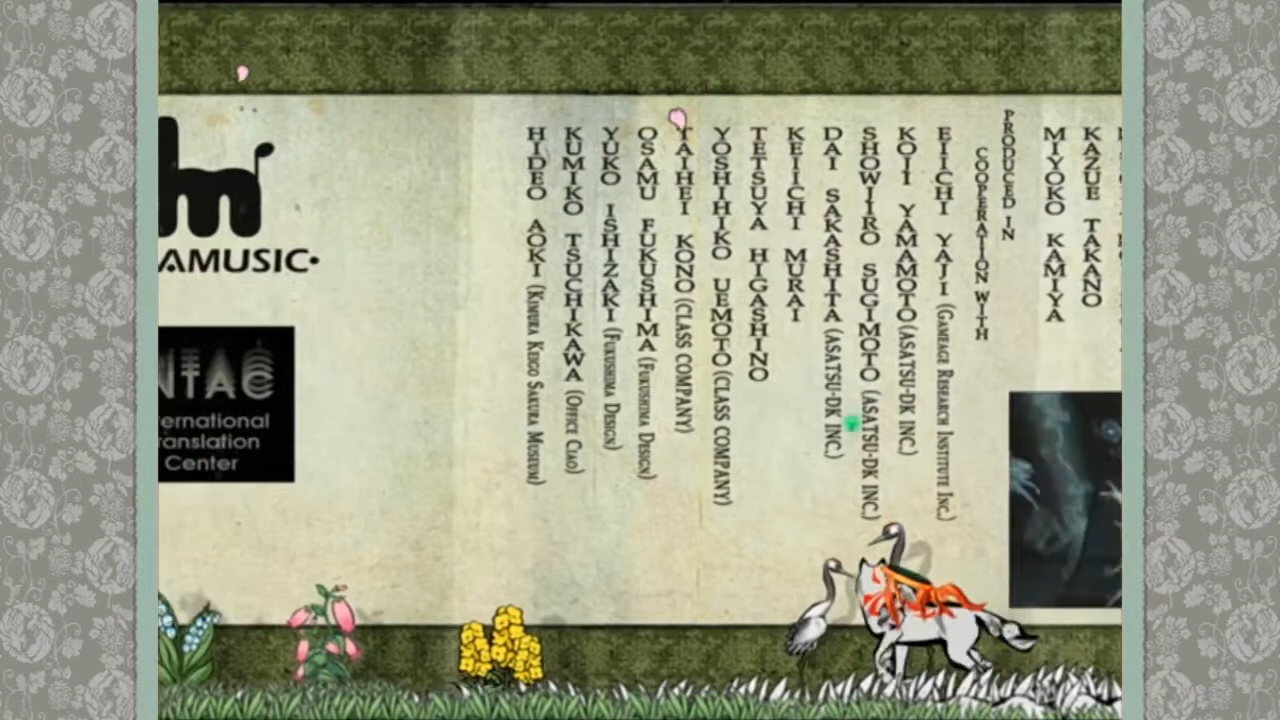 KAZUE TAKANO
MIYOKO KAMIYA
PRODUCED IN
COOPERATION WITH
EIICHI YAJI (GAMEAGE RESEARCH INSTITUTE INC.)
KOJI YAMAMOTO (ASATSU-DK INC.)
SHOWJIRO SUGIMOTO (ASATSU-DK INC.)
DAI SAKASHITA (ASATSU-DK INC.)
KEIICHI MURAI
TETSUYA HIGASHINO
YOSHIHIKO DEMOTO (CLASS COMPANY)
TAIHEI KONO (CLASS COMPANY)
OSAMU FUKUSHIMA (FUKUSHIMA DESIGN)
YUKO ISHIZAKI (FUKUSHIMA DESIGN)
KUMIKO TSUCHIKAWA (OFFICE CIAO)
HIDEO AOKI (KIMURA KEIGO SAKURA MUSEUM)
AMUSIC
NTAC
ernational
ranslation
Center